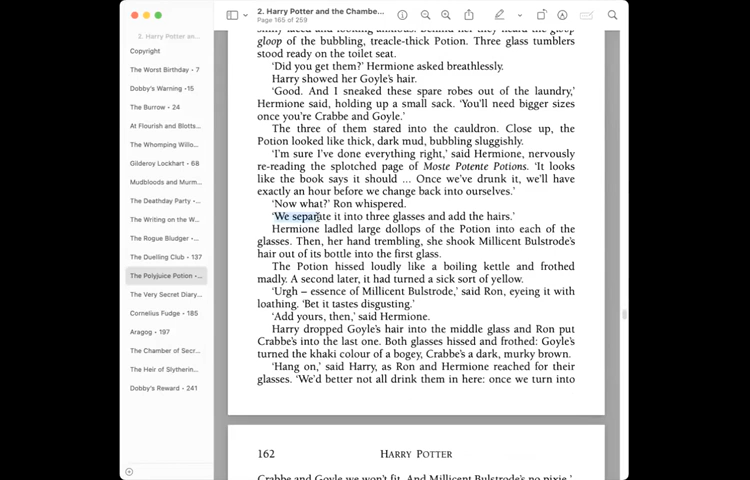 2. Harry Potter and the Chambe...
Page 165 of 259
2. Harry Potter an...
Copyright
The Worst Birthday • 7
Dobby's Warning • 15
The Burrow • 24
At Flourish and Blotts...
The Whomping Willo...
Gilderoy Lockhart • 68
Mudbloods and Murm...
The Deathday Party •...
The Writing on the W...
The Rogue Bludger •...
The Duelling Club • 137
The Polyjuice Potion •...
The Very Secret Diary...
Cornelius Fudge • 185
Aragog • 197
The Chamber of Secr...
The Heir of Slytherin...
Dobby's Reward • 241
gloop of the bubbling, treacle-thick Potion. Three glass tumblers
stood ready on the toilet seat.
'Did you get them?' Hermione asked breathlessly.
Harry showed her Goyle's hair.
'Good. And I sneaked these spare robes out of the laundry,'
Hermione said, holding up a small sack. 'You'll need bigger sizes
once you're Crabbe and Goyle.'
The three of them stared into the cauldron. Close up, the
Potion looked like thick, dark mud, bubbling sluggishly.
'I'm sure I've done everything right,' said Hermione, nervously
re-reading the splotched page of Moste Potente Potions. 'It looks
like the book says it should ... Once we've drunk it, we'll have
exactly an hour before we change back into ourselves.'
'Now what?' Ron whispered.
'We separate it into three glasses and add the hairs.'
Hermione ladled large dollops of the Potion into each of the
glasses. Then, her hand trembling, she shook Millicent Bulstrode's
hair out of its bottle into the first glass.
The Potion hissed loudly like a boiling kettle and frothed
madly. A second later, it had turned a sick sort of yellow.
'Urgh – essence of Millicent Bulstrode,' said Ron, eyeing it with
loathing. 'Bet it tastes disgusting.'
'Add yours, then,' said Hermione.
Harry dropped Goyle's hair into the middle glass and Ron put
Crabbe's into the last one. Both glasses hissed and frothed: Goyle's
turned the khaki colour of a bogey, Crabbe's a dark, murky brown.
'Hang on,' said Harry, as Ron and Hermione reached for their
glasses. 'We'd better not all drink them in here: once we turn into
162 HARRY POTTER
Crabbe and Goyle we won't fit. And Millicent Bulstrode's no pixie.'